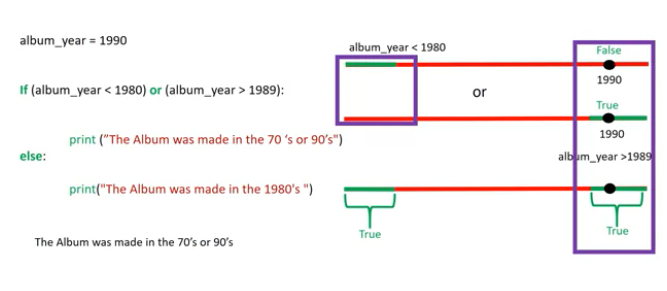 album_year = 1990
If (album_year < 1980) or (album_year > 1989):
print (”The Album was made in the 70 ‘s or 90’s")
else:
print("The Album was made in the 1980's ")
The Album was made in the 70’s or 90’s
album_year < 1980
False
1990
or
True
1990
album_year >1989
True
True